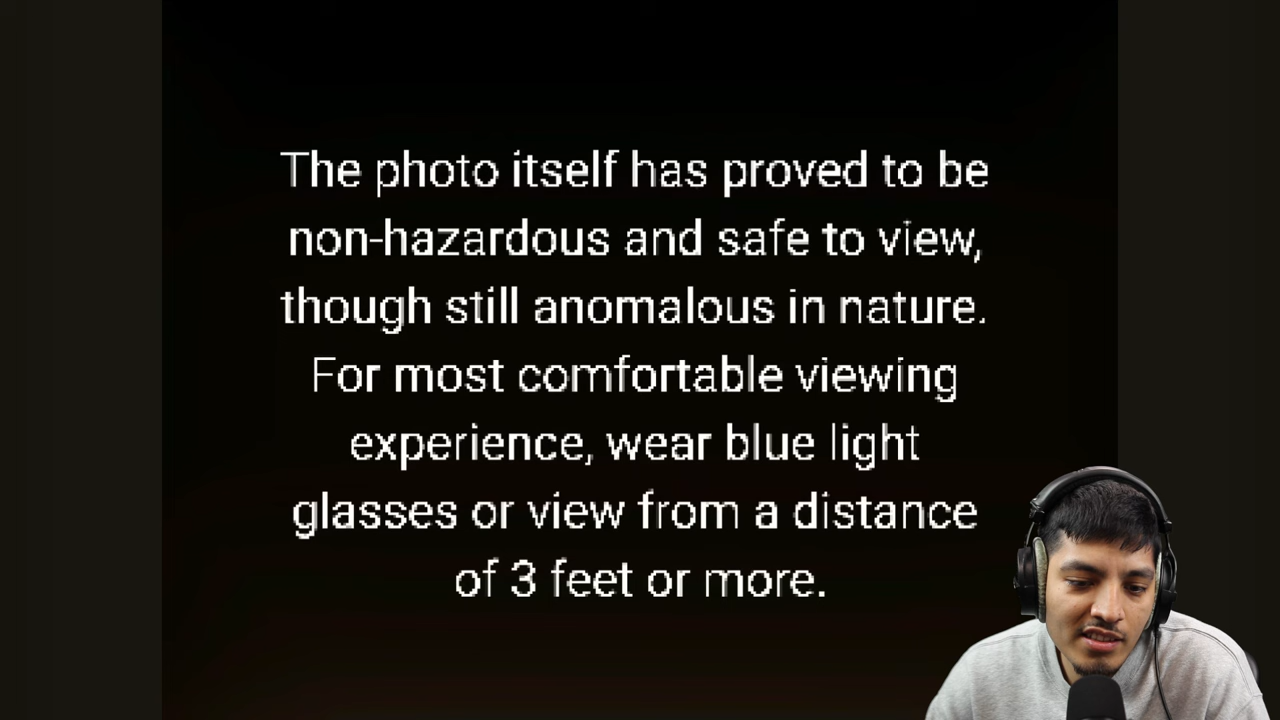 The photo itself has proved to be
non-hazardous and safe to view,
though still anomalous in nature.
For most comfortable viewing
experience, wear blue light
glasses or view from a distance
of 3 feet or more.